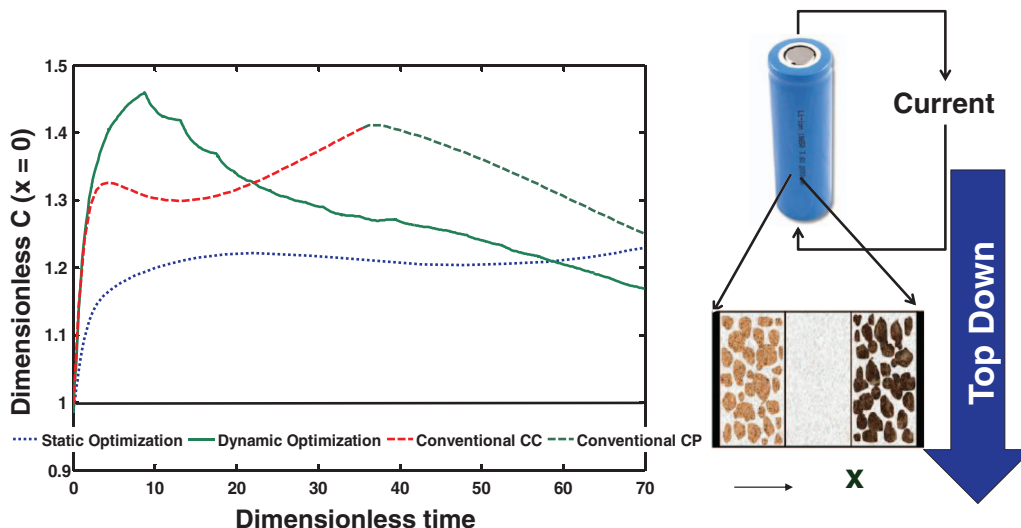 1.5
1.4
1.3
1.2
1.1
1
0.9
Dimensionless C (x = 0)
Static Optimization Dynamic Optimization Conventional CC Conventional CP
0 10 20 30 40 50 60 70
Dimensionless time
Current
Top Down
x